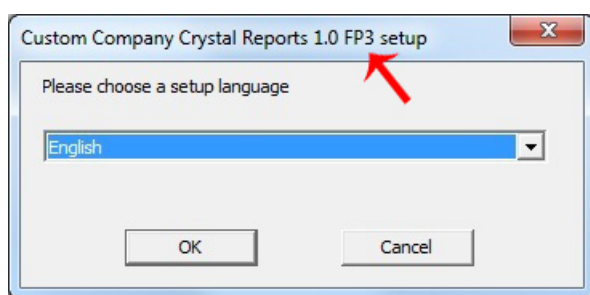 Custom Company Crystal Reports 1.0 FP3 setup
Please choose a setup language
English
OK Cancel